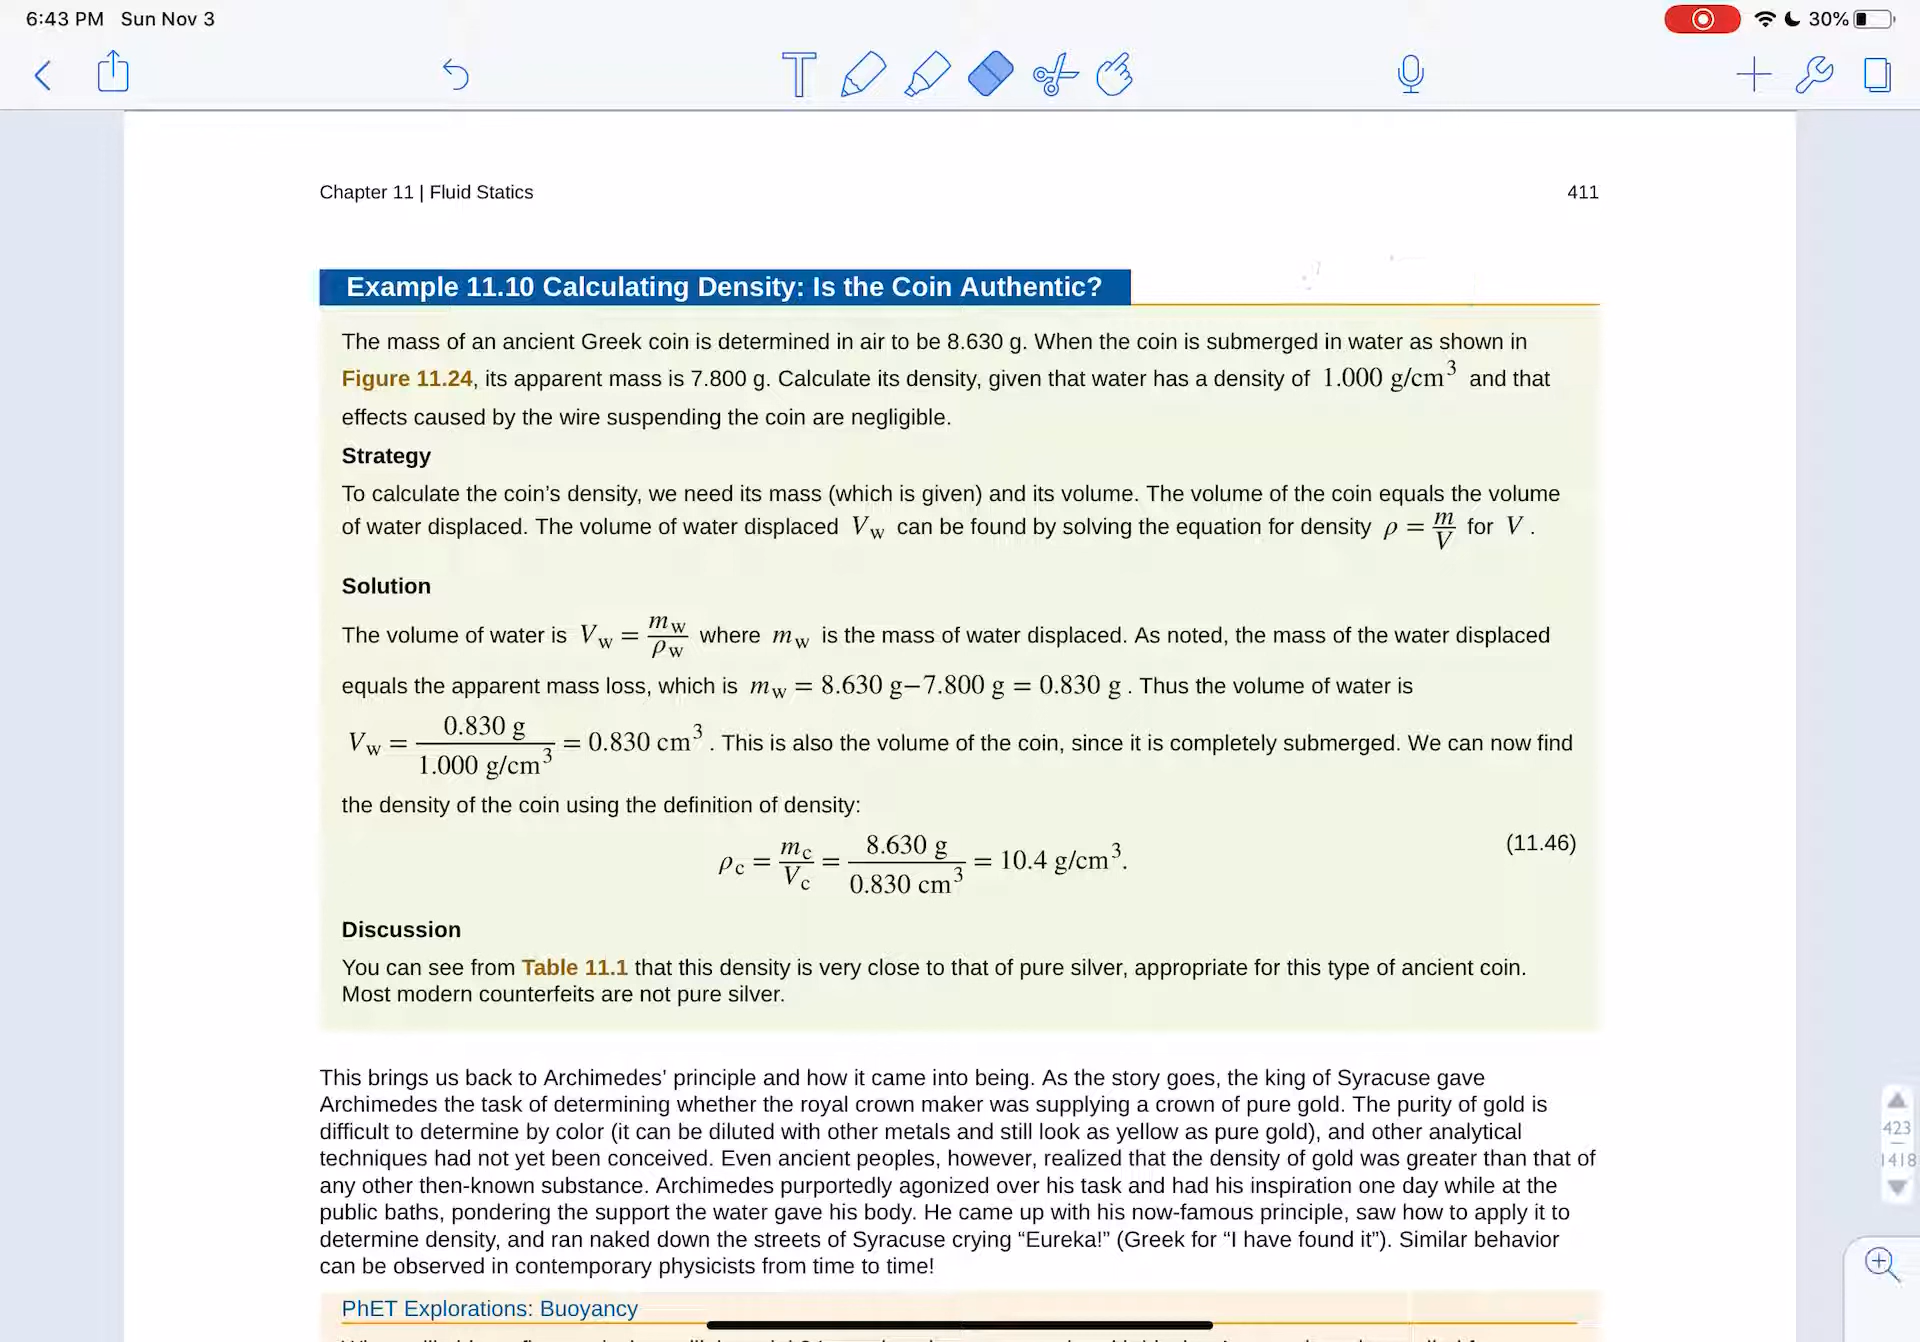 6:43 PM Sun Nov 3
30%
Chapter 11 | Fluid Statics 411
Example 11.10 Calculating Density: Is the Coin Authentic?
The mass of an ancient Greek coin is determined in air to be 8.630 g. When the coin is submerged in water as shown in
Figure 11.24, its apparent mass is 7.800 g. Calculate its density, given that water has a density of 1.000 g/cm³ and that
effects caused by the wire suspending the coin are negligible.
Strategy
To calculate the coin’s density, we need its mass (which is given) and its volume. The volume of the coin equals the volume
of water displaced. The volume of water displaced V_w can be found by solving the equation for density ρ = m/V for V .
Solution
The volume of water is V_w = m_w/ρ_w where m_w is the mass of water displaced. As noted, the mass of the water displaced
equals the apparent mass loss, which is m_w = 8.630 g–7.800 g = 0.830 g . Thus the volume of water is
V_w = 0.830 g / 1.000 g/cm³ = 0.830 cm³ . This is also the volume of the coin, since it is completely submerged. We can now find
the density of the coin using the definition of density:
ρ_c = m_c/V_c = 8.630 g / 0.830 cm³ = 10.4 g/cm³. (11.46)
Discussion
You can see from Table 11.1 that this density is very close to that of pure silver, appropriate for this type of ancient coin.
Most modern counterfeits are not pure silver.
This brings us back to Archimedes’ principle and how it came into being. As the story goes, the king of Syracuse gave
Archimedes the task of determining whether the royal crown maker was supplying a crown of pure gold. The purity of gold is
difficult to determine by color (it can be diluted with other metals and still look as yellow as pure gold), and other analytical
techniques had not yet been conceived. Even ancient peoples, however, realized that the density of gold was greater than that of
any other then-known substance. Archimedes purportedly agonized over his task and had his inspiration one day while at the
public baths, pondering the support the water gave his body. He came up with his now-famous principle, saw how to apply it to
determine density, and ran naked down the streets of Syracuse crying “Eureka!” (Greek for “I have found it”). Similar behavior
can be observed in contemporary physicists from time to time!
PhET Explorations: Buoyancy
423
1418